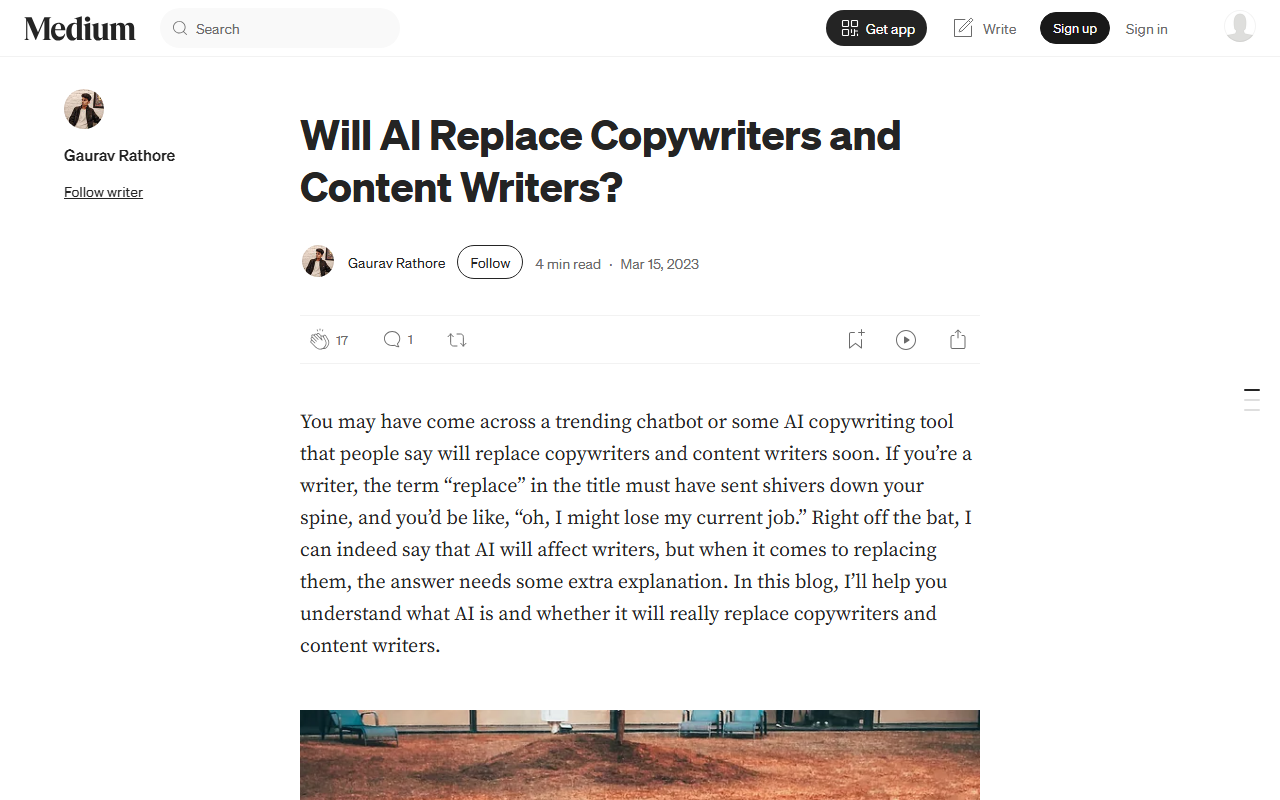 Medium
Search
Get app
Write
Sign up
Sign in
Gaurav Rathore
Follow writer
Will AI Replace Copywriters and
Content Writers?
Gaurav Rathore
Follow
4 min read · Mar 15, 2023
17
1
You may have come across a trending chatbot or some AI copywriting tool
that people say will replace copywriters and content writers soon. If you’re a
writer, the term “replace” in the title must have sent shivers down your
spine, and you’d be like, “oh, I might lose my current job.” Right off the bat, I
can indeed say that AI will affect writers, but when it comes to replacing
them, the answer needs some extra explanation. In this blog, I’ll help you
understand what AI is and whether it will really replace copywriters and
content writers.